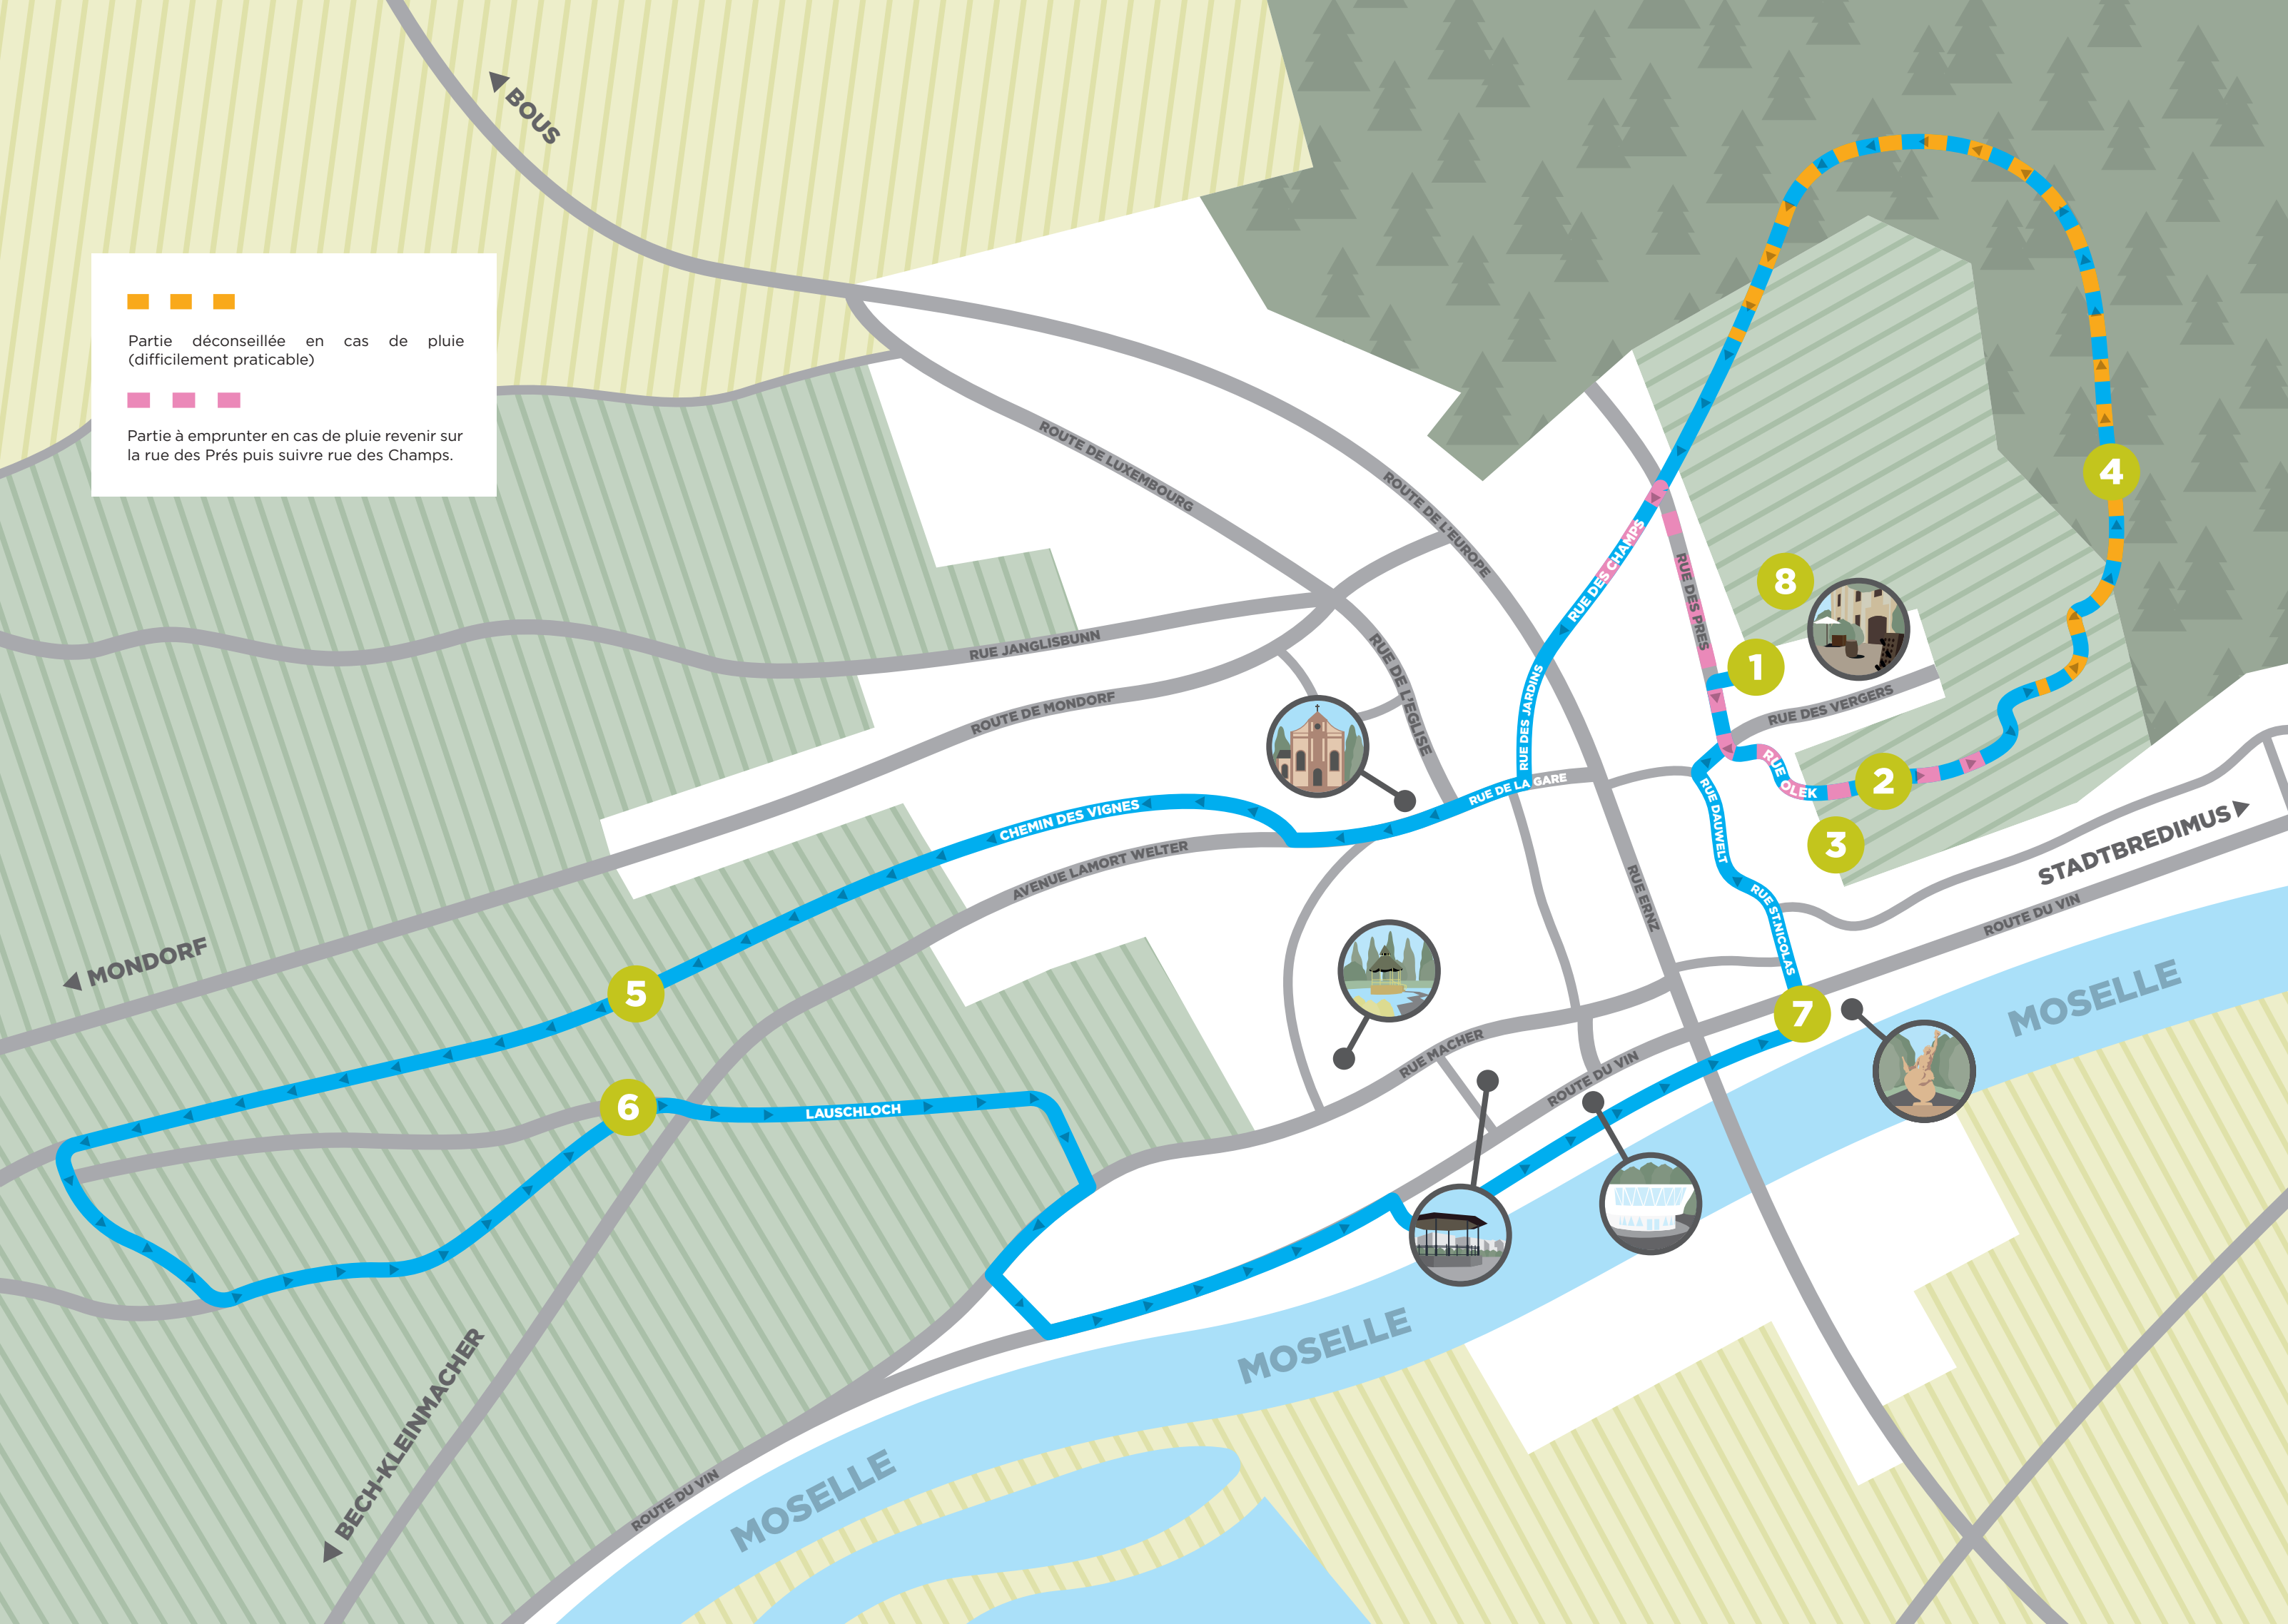 BOUS
Partie déconseillée en cas de pluie
(difficilement praticable)
Partie à emprunter en cas de pluie revenir sur
la rue des Prés puis suivre rue des Champs.
ROUTE DE LUXEMBOURG
ROUTE DE L'EUROPE
4
RUE DES CHAMPS
RUE DES PRES
8
1
RUE JANGLISBUNN
RUE DE L'EGLISE
ROUTE DE MONDORF
RUE DES JARDINS
RUE DES VERGERS
RUE OLEK
2
RUE DE LA GARE
CHEMIN DES VIGNES
RUE DAUWELT
3
AVENUE LAMORT WELTER
STADTBREDIMUS
RUE ERNZ
RUE ST.NICOLAS
ROUTE DU VIN
MONDORF
5
7
MOSELLE
RUE MACHER
ROUTE DU VIN
6
LAUSCHLOCH
MOSELLE
BECH-KLEINMACHER
ROUTE DU VIN
MOSELLE